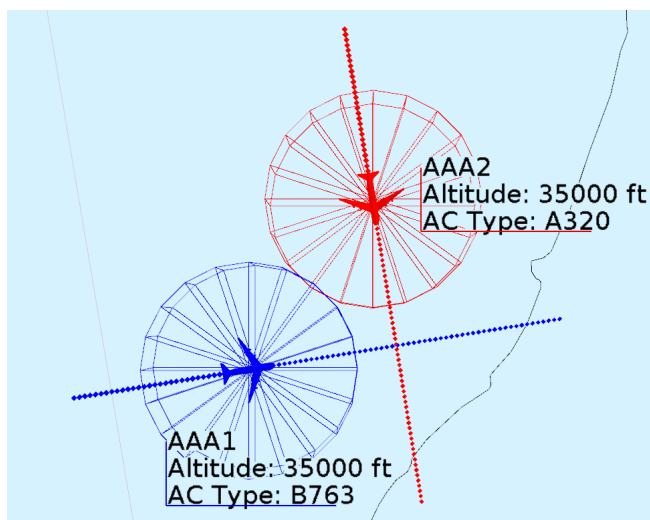 AAA2
Altitude: 35000 ft
AC Type: A320
AAA1
Altitude: 35000 ft
AC Type: B763